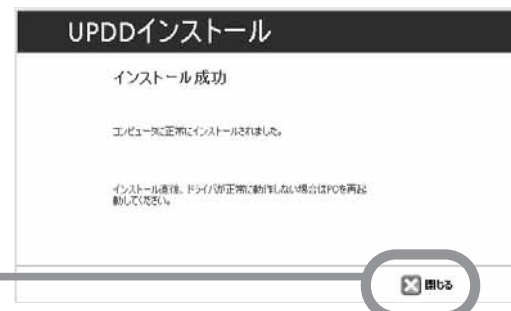 UPDDインストール
インストール成功
コンピュータに正常にインストールされました。
インストール直後、ドライバが正常に動作しない場合はPCを再起
動してください。
閉じる